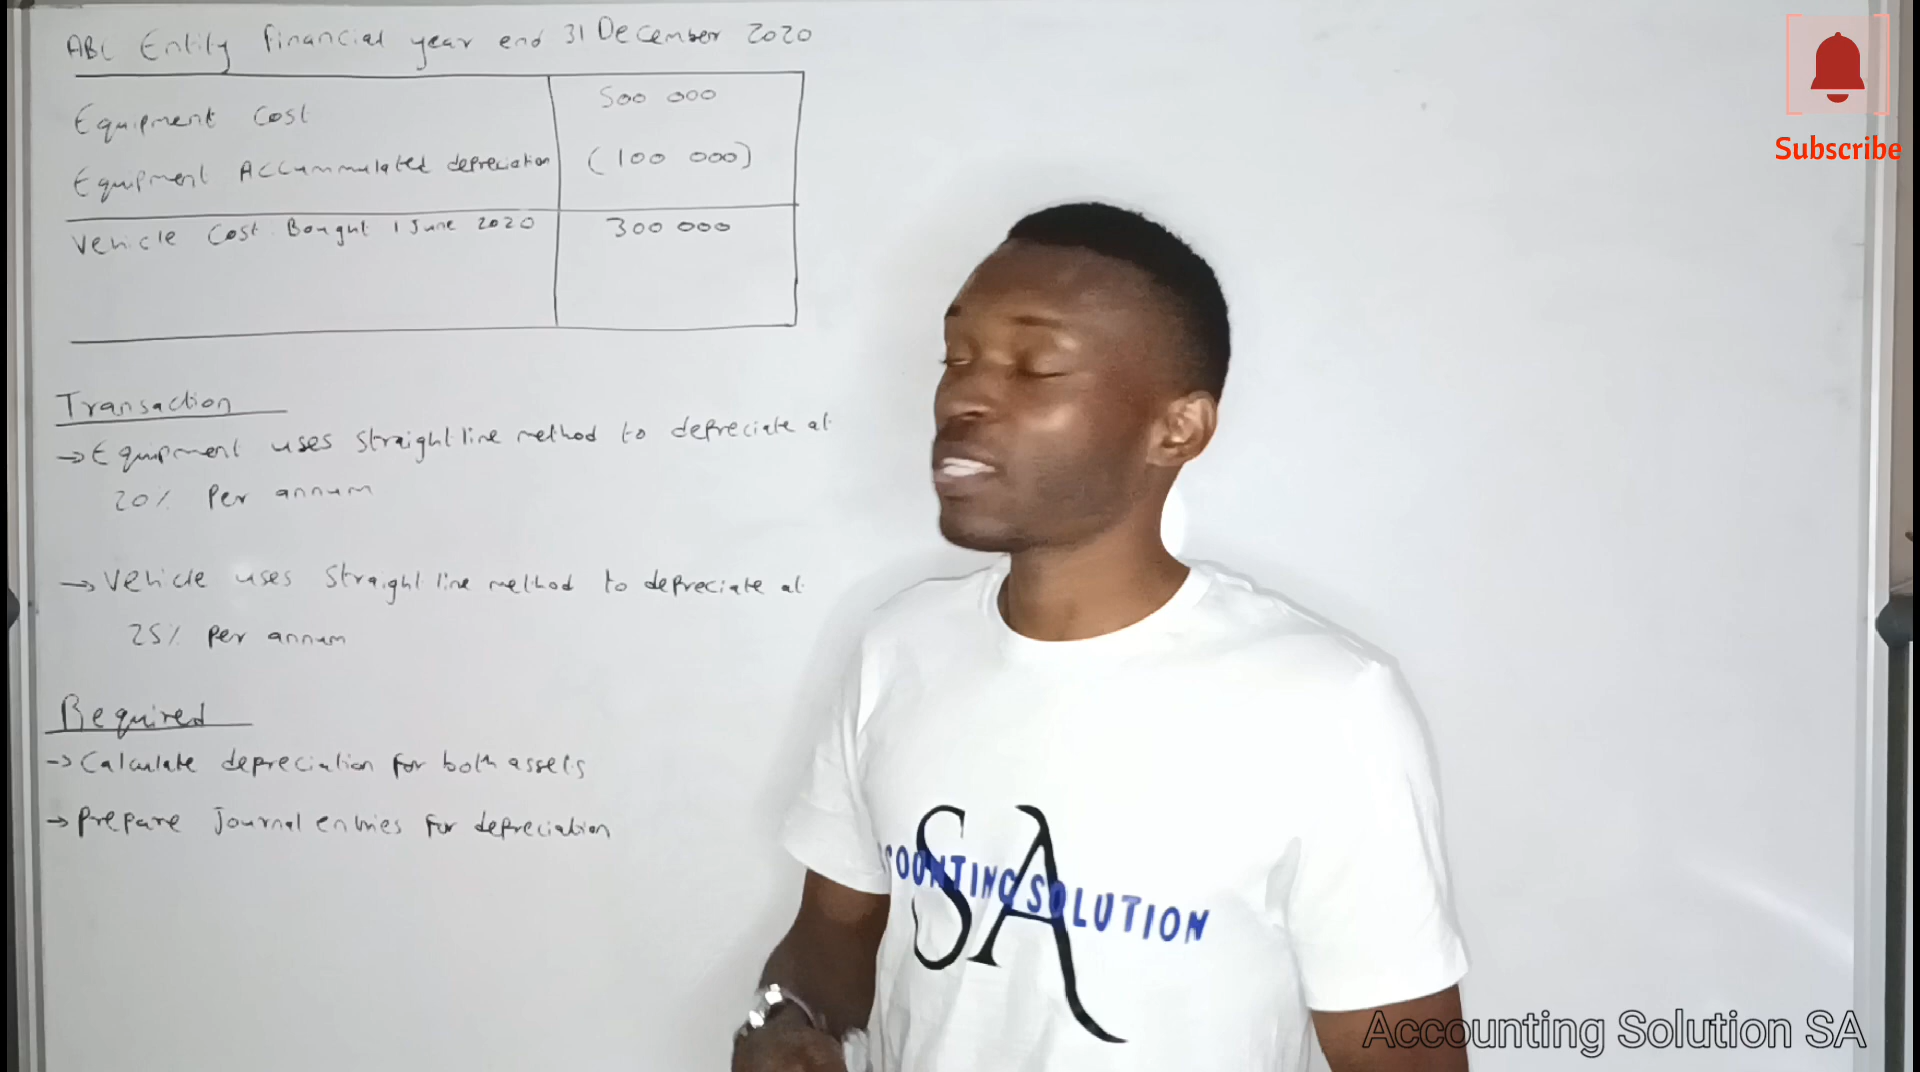 ABC Entity financial year end 31 December 2020
Equipment Cost 500 000
Equipment Accummulated depreciation (100 000)
Vehicle Cost Bought 1 June 2020 300 000
Transaction
→ Equipment uses straight line method to depreciate at
20% Per annum
→ Vehicle uses straight line method to depreciate at
25% per annum
Required
→ Calculate depreciation for both assets
→ Prepare journal entries for depreciation
Subscribe
SA
COUNTING SOLUTION
Accounting Solution SA